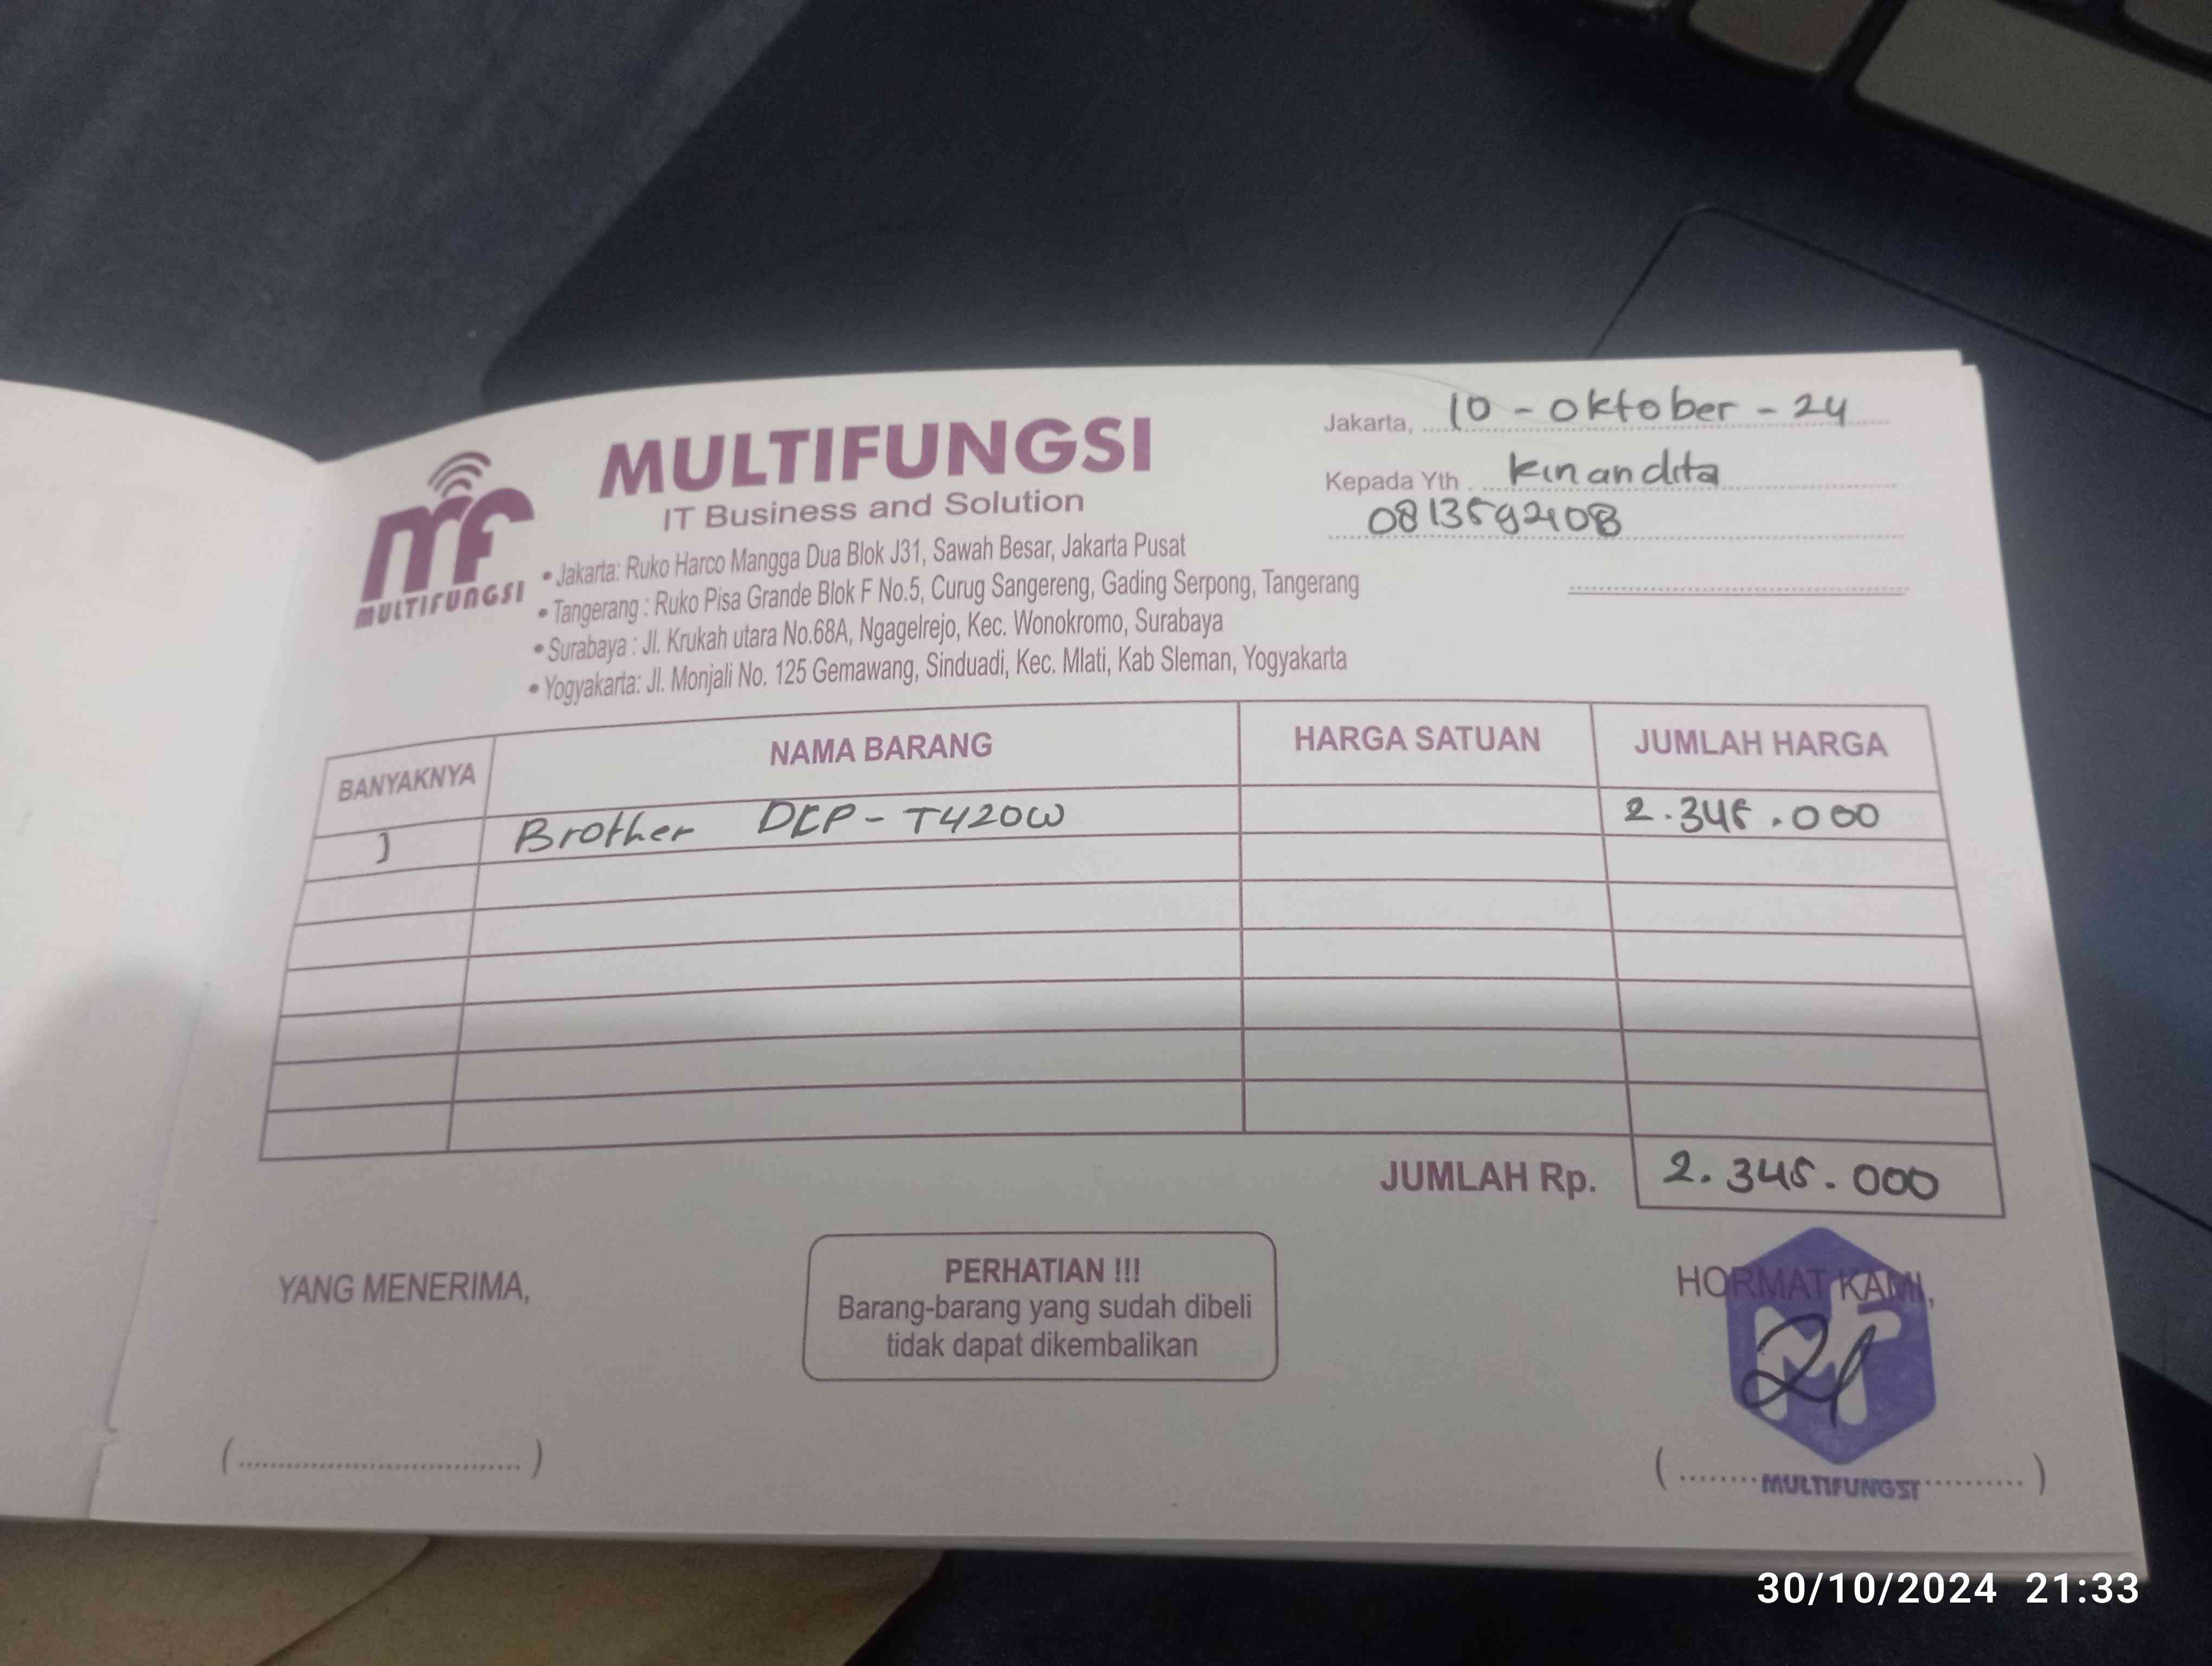 MULTIFUNGSI
IT Business and Solution
mf
MULTIFUNGSI
• Jakarta: Ruko Harco Mangga Dua Blok J31, Sawah Besar, Jakarta Pusat
• Tangerang : Ruko Pisa Grande Blok F No.5, Curug Sangereng, Gading Serpong, Tangerang
• Surabaya : Jl. Krukah utara No.68A, Ngagelrejo, Kec. Wonokromo, Surabaya
• Yogyakarta: Jl. Monjali No. 125 Gemawang, Sinduadi, Kec. Mlati, Kab Sleman, Yogyakarta
Jakarta, 10 - oktober - 24
Kepada Yth . kinandita
BANYAKNYA NAMA BARANG HARGA SATUAN JUMLAH HARGA
1 Brother DCP - T420W 2.345.000
JUMLAH Rp. 2.345.000
YANG MENERIMA,
PERHATIAN !!!
Barang-barang yang sudah dibeli
tidak dapat dikembalikan
HORMAT KAMI,
MULTIFUNGSI
30/10/2024 21:33